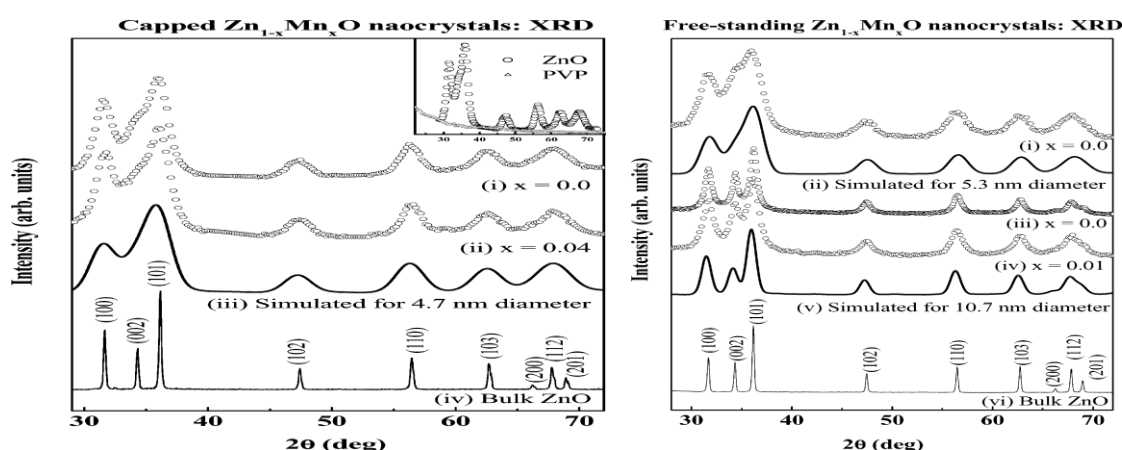 Capped Zn1-xMnxO naocrystals: XRD
ZnO
PVP
30 40 50 60 70
(i) x = 0.0
(ii) x = 0.04
(iii) Simulated for 4.7 nm diameter
(100)
(002)
(101)
(102)
(110)
(103)
(200)
(112)
(201)
(iv) Bulk ZnO
30 40 50 60 70
2θ (deg)
Intensity (arb. units)
Free-standing Zn1-xMnxO nanocrystals: XRD
(i) x = 0.0
(ii) Simulated for 5.3 nm diameter
(iii) x = 0.0
(iv) x = 0.01
(v) Simulated for 10.7 nm diameter
(100)
(002)
(101)
(102)
(110)
(103)
(200)
(112)
(201)
(vi) Bulk ZnO
30 40 50 60 70
2θ (deg)
Intensity (arb. units)